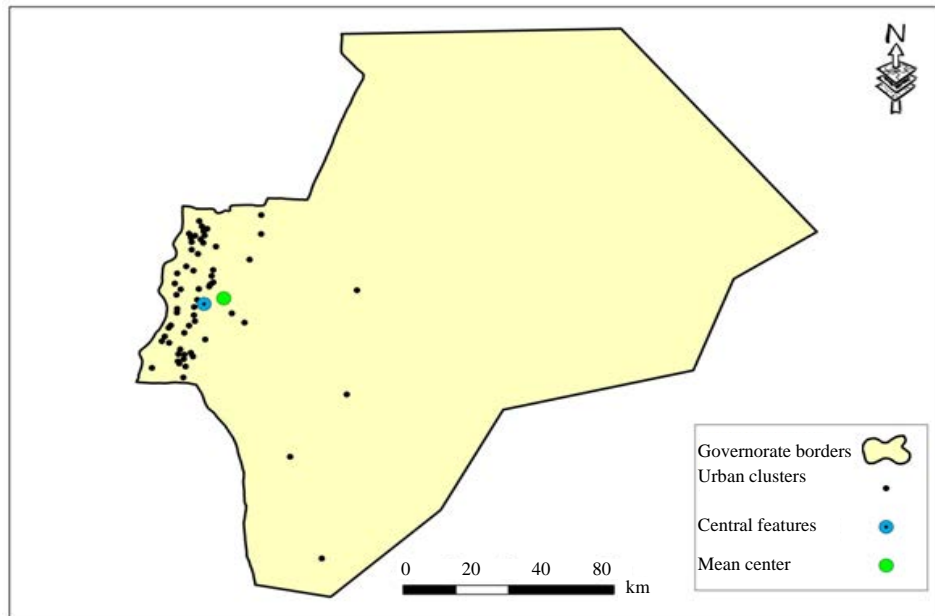 N
Governorate borders
Urban clusters
Central features
Mean center
0 20 40 80
km